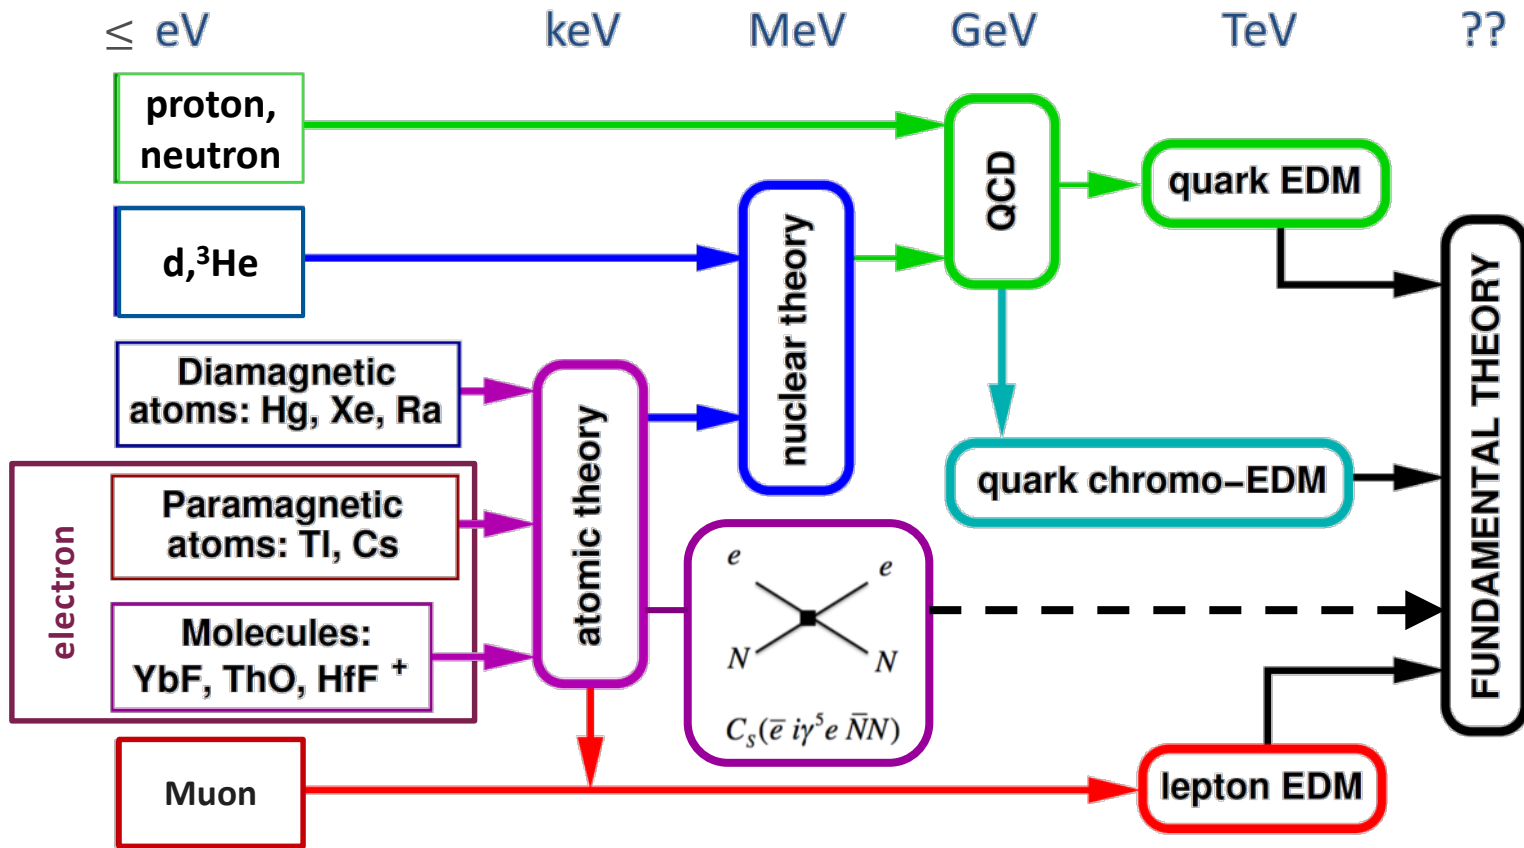 ≤ eV keV MeV GeV TeV ??
proton,
neutron
d,³He
Diamagnetic
atoms: Hg, Xe, Ra
electron
Paramagnetic
atoms: Tl, Cs
Molecules:
YbF, ThO, HfF +
Muon
atomic theory
nuclear theory
e e
N N
C_S(ē iγ⁵e N̄N)
QCD
quark EDM
quark chromo−EDM
lepton EDM
FUNDAMENTAL THEORY